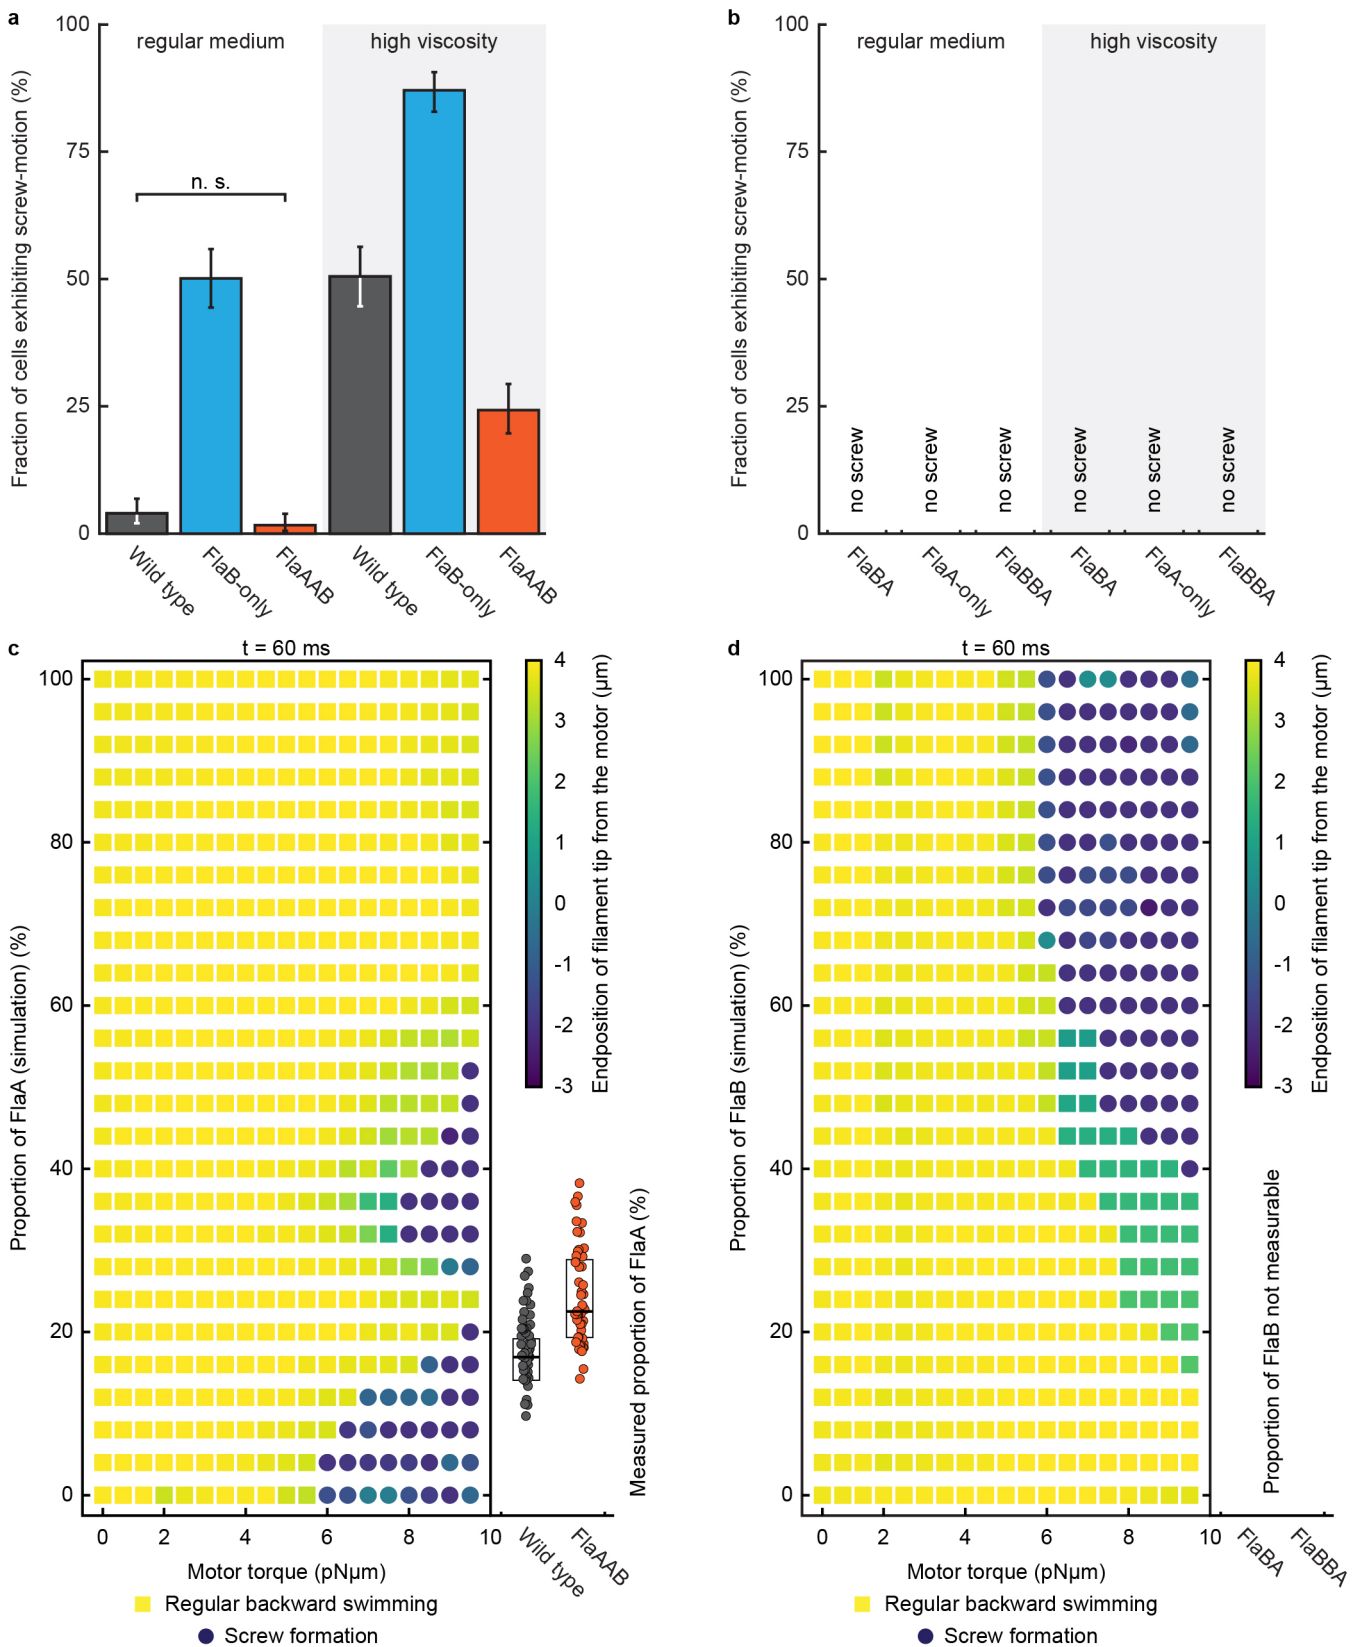 a
Fraction of cells exhibiting screw-motion (%)
100
75
50
25
0
regular medium
high viscosity
n. s.
Wild type
FlaB-only
FlaAAB
Wild type
FlaB-only
FlaAAB
b
Fraction of cells exhibiting screw-motion (%)
100
75
50
25
0
regular medium
high viscosity
no screw
no screw
no screw
no screw
no screw
no screw
FlaBA
FlaA-only
FlaBBA
FlaBA
FlaA-only
FlaBBA
c
t = 60 ms
Proportion of FlaA (simulation) (%)
100
80
60
40
20
0
0
2
4
6
8
10
Motor torque (pNµm)
4
3
2
1
0
-1
-2
-3
Endposition of filament tip from the motor (µm)
Measured proportion of FlaA (%)
Wild type
FlaAAB
Regular backward swimming
Screw formation
d
t = 60 ms
Proportion of FlaB (simulation) (%)
100
80
60
40
20
0
0
2
4
6
8
10
Motor torque (pNµm)
4
3
2
1
0
-1
-2
-3
Endposition of filament tip from the motor (µm)
Proportion of FlaB not measurable
FlaBA
FlaBBA
Regular backward swimming
Screw formation